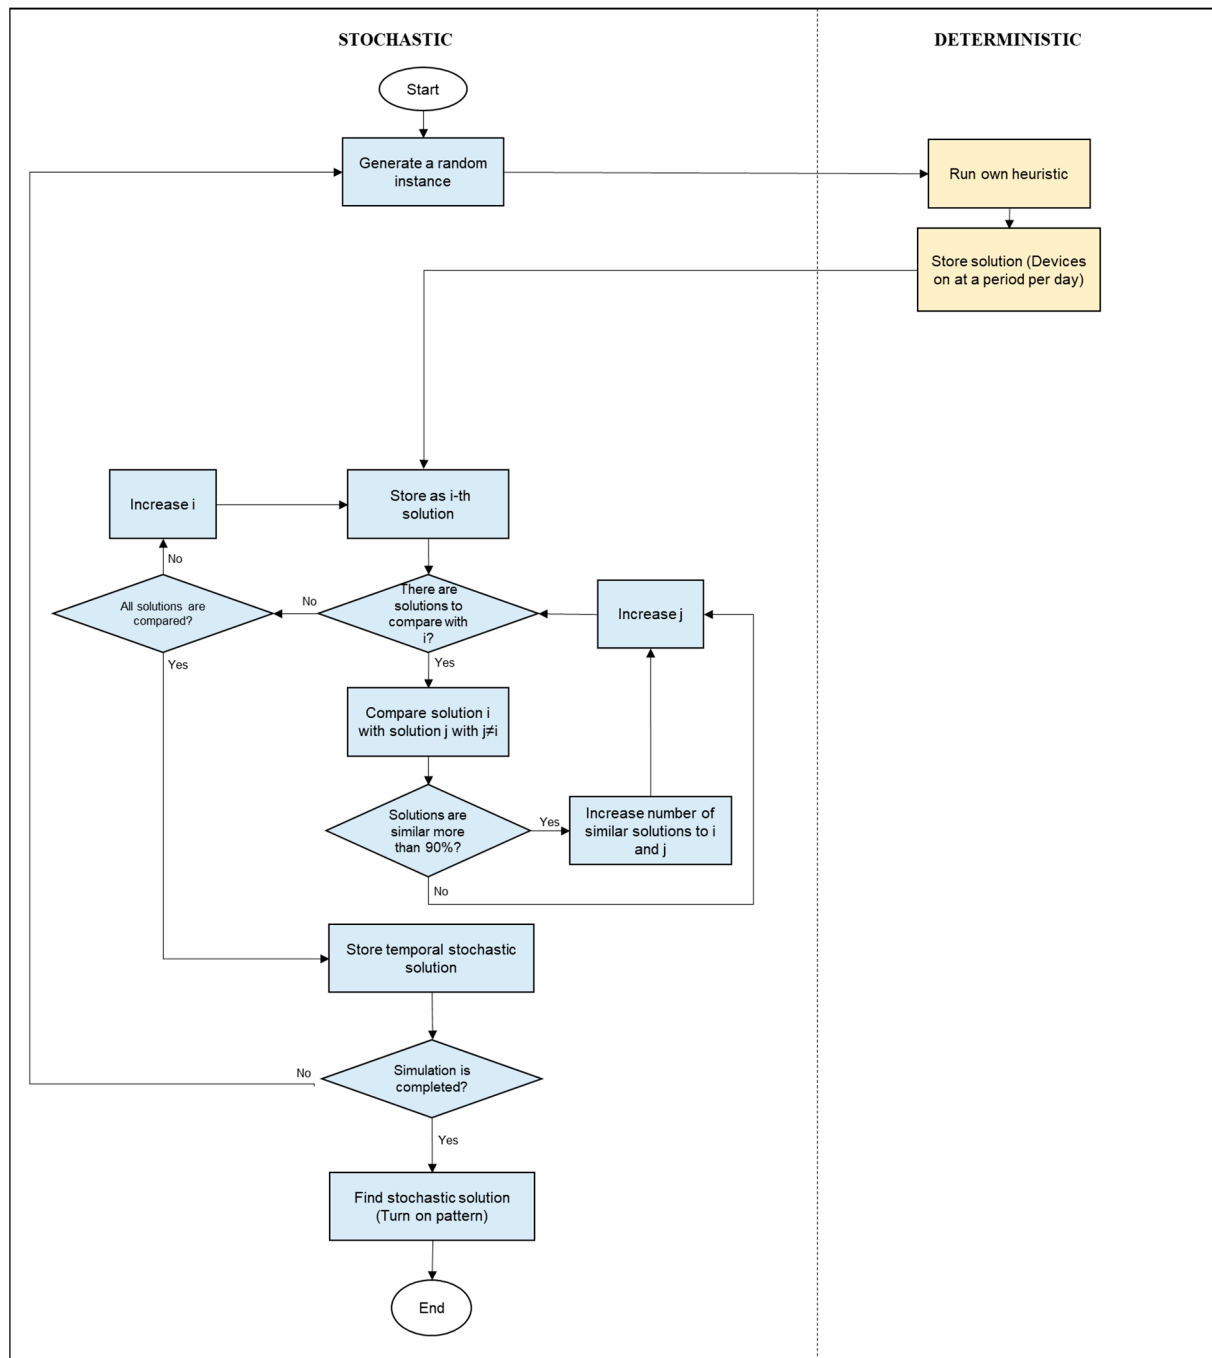 STOCHASTIC
DETERMINISTIC
Start
Generate a random
instance
Run own heuristic
Store solution (Devices
on at a period per day)
Increase i
Store as i-th
solution
No
All solutions are
compared?
No
There are
solutions to
compare with
i?
Increase j
Yes
Yes
Compare solution i
with solution j with j≠i
Solutions are
similar more
than 90%?
Yes
Increase number of
similar solutions to i
and j
No
Store temporal stochastic
solution
No
Simulation is
completed?
Yes
Find stochastic solution
(Turn on pattern)
End